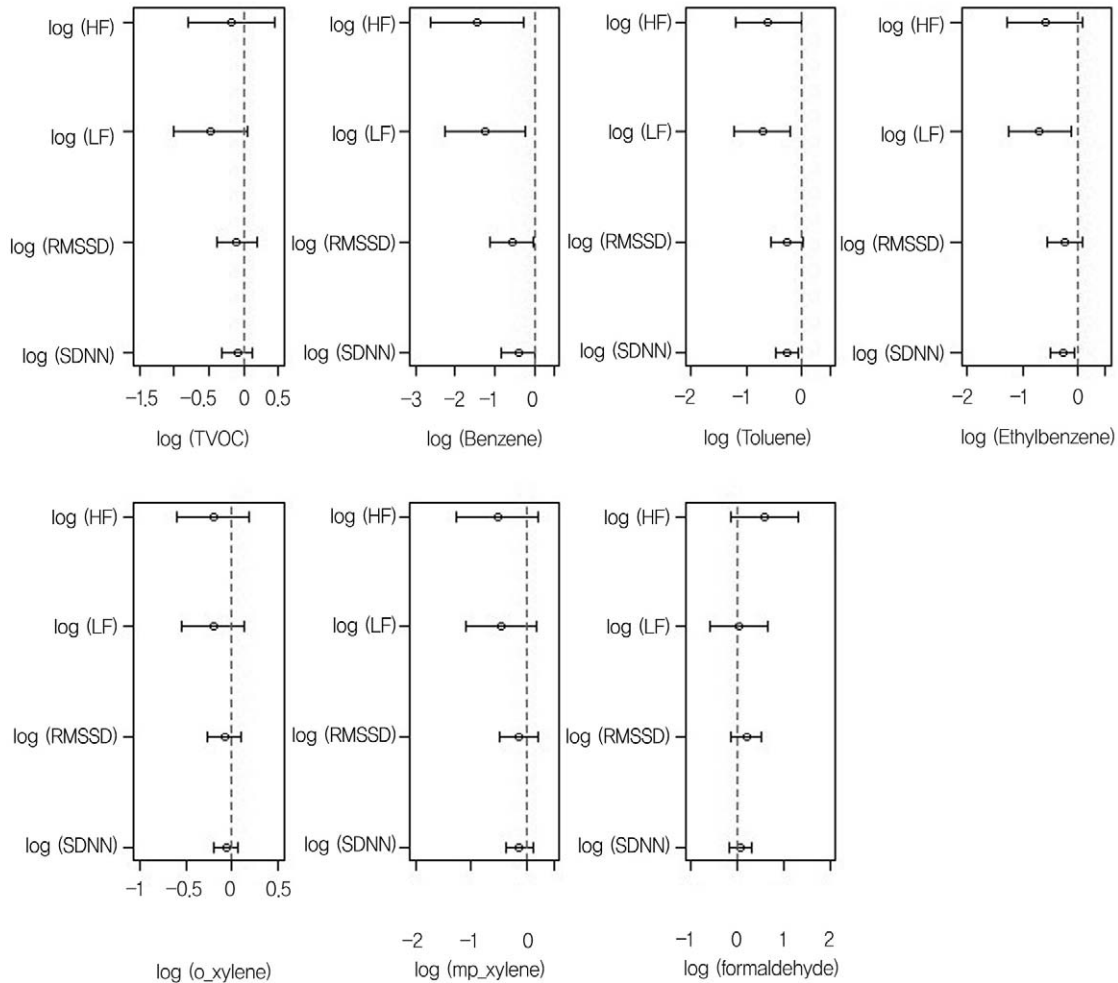 log (HF)
log (LF)
log (RMSSD)
log (SDNN)
−1.5 −1 0 0.5
log (TVOC)
log (HF)
log (LF)
log (RMSSD)
log (SDNN)
−3 −2 −1 0
log (Benzene)
log (HF)
log (LF)
log (RMSSD)
log (SDNN)
−2 −1 0
log (Toluene)
log (HF)
log (LF)
log (RMSSD)
log (SDNN)
−2 −1 0
log (Ethylbenzene)
log (HF)
log (LF)
log (RMSSD)
log (SDNN)
−1 −0.5 0 0.5
log (o_xylene)
log (HF)
log (LF)
log (RMSSD)
log (SDNN)
−2 −1 0
log (mp_xylene)
log (HF)
log (LF)
log (RMSSD)
log (SDNN)
−1 0 1 2
log (formaldehyde)